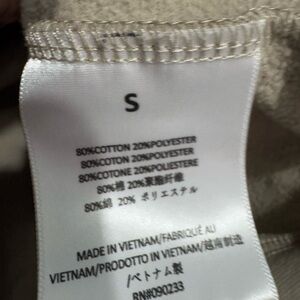 S
80%COTTON 20%POLYESTER
80%COTON 20%POLYESTER
80%COTONE 20%POLIESTERE
80%棉 20%聚酯纤维
80%綿 20% ポリエステル
MADE IN VIETNAM/FABRIQUÉ AU
VIETNAM/PRODOTTO IN VIETNAM/越南制造
/ベトナム製
RN#090233